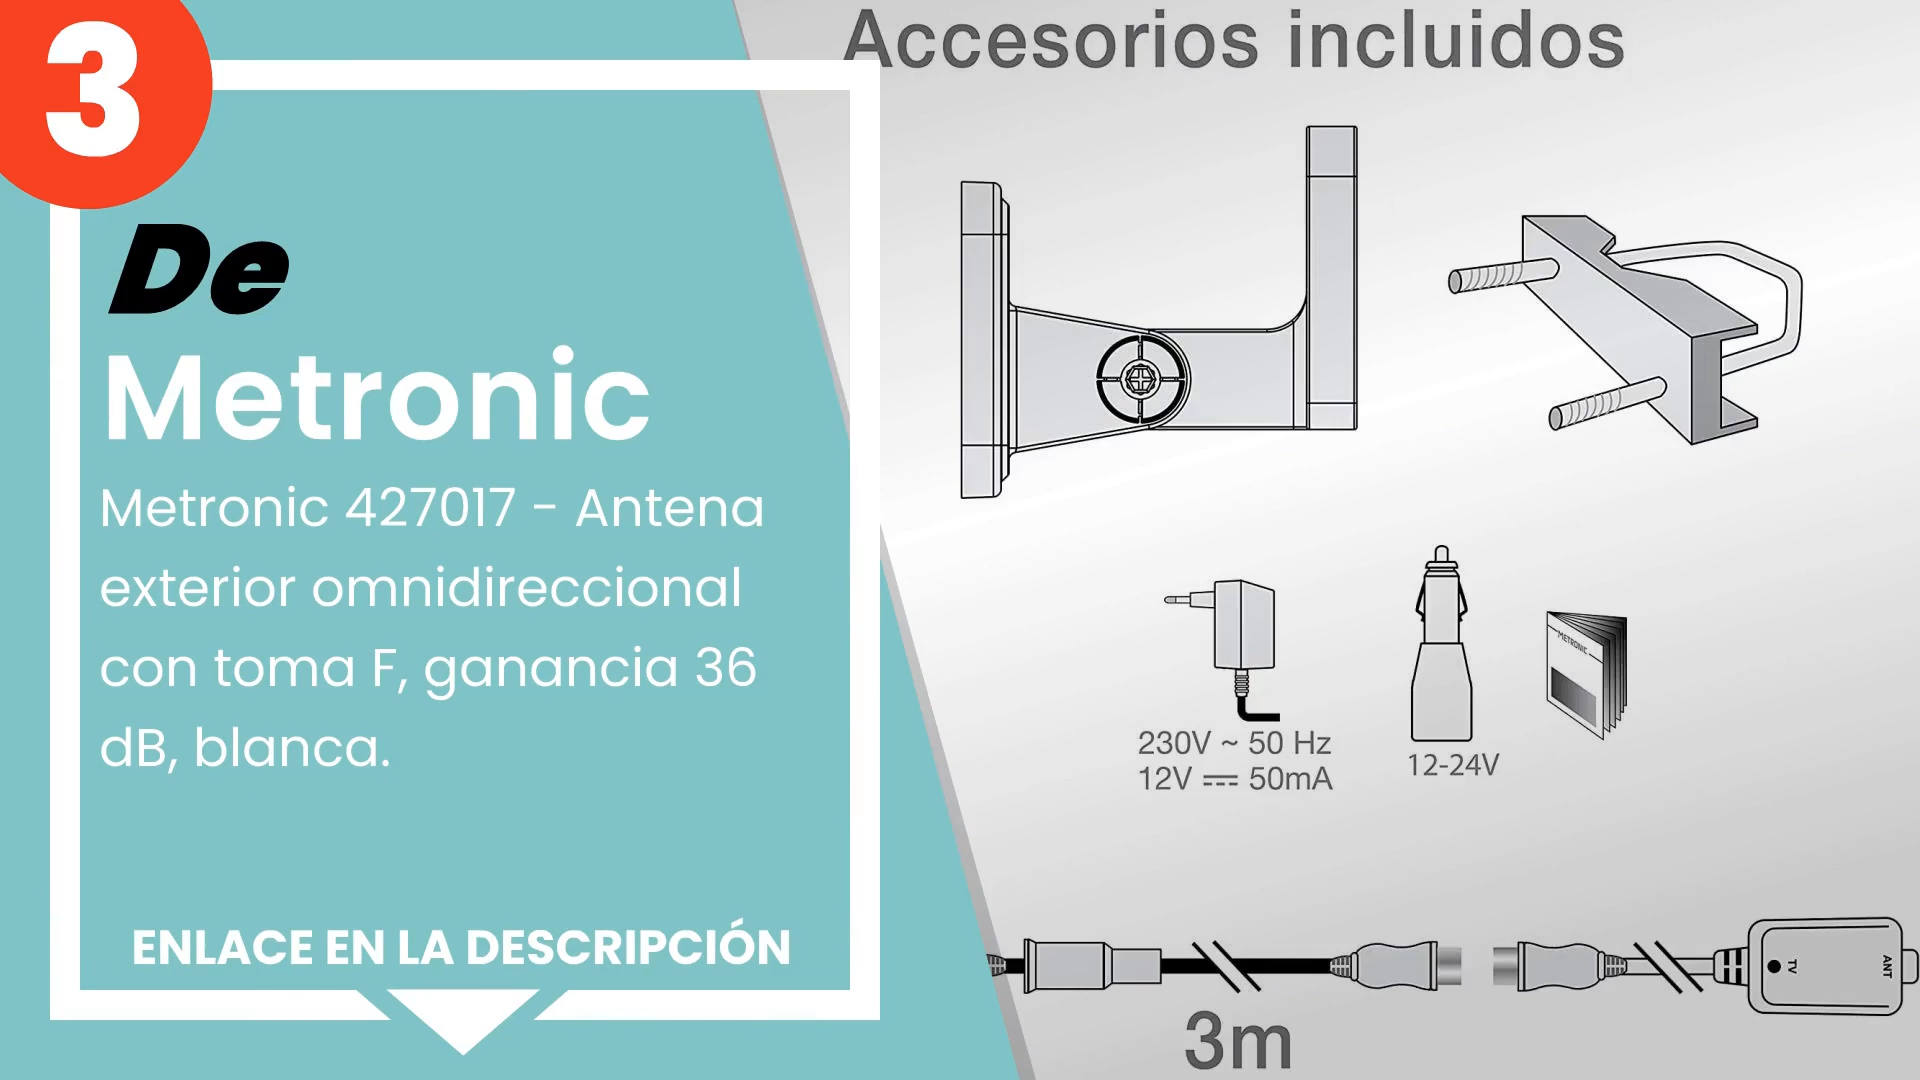 3
Accesorios incluidos
De
Metronic
Metronic 427017 - Antena
exterior omnidireccional
con toma F, ganancia 36
dB, blanca.
ENLACE EN LA DESCRIPCIÓN
METRONIC
230V ~ 50 Hz
12V ⎓ 50mA
12-24V
TV
ANT
3m